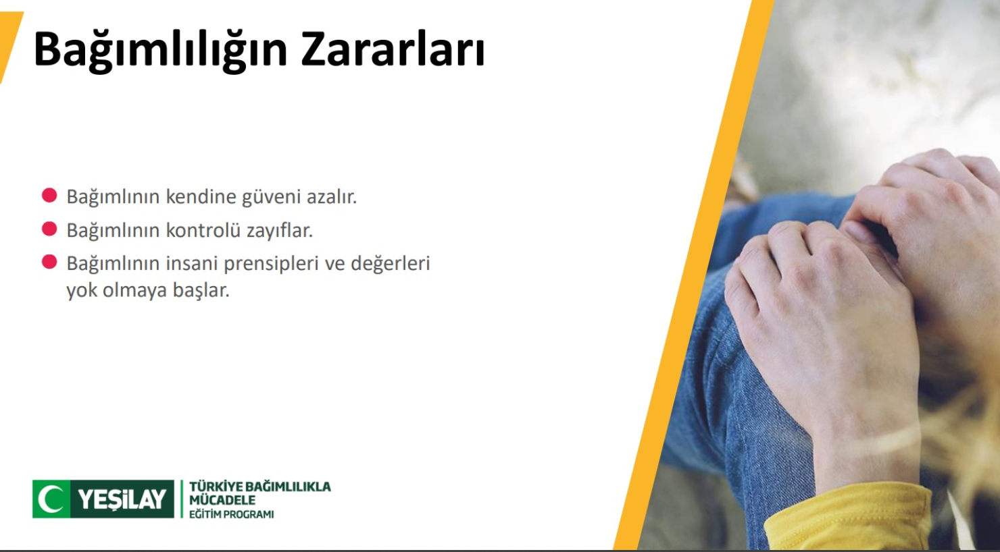 Bağımlılığın Zararları
Bağımlının kendine güveni azalır.
Bağımlının kontrolü zayıflar.
Bağımlının insani prensipleri ve değerleri
yok olmaya başlar.
YEŞİLAY
TÜRKİYE BAĞIMLILIKLA
MÜCADELE
EĞİTİM PROGRAMI